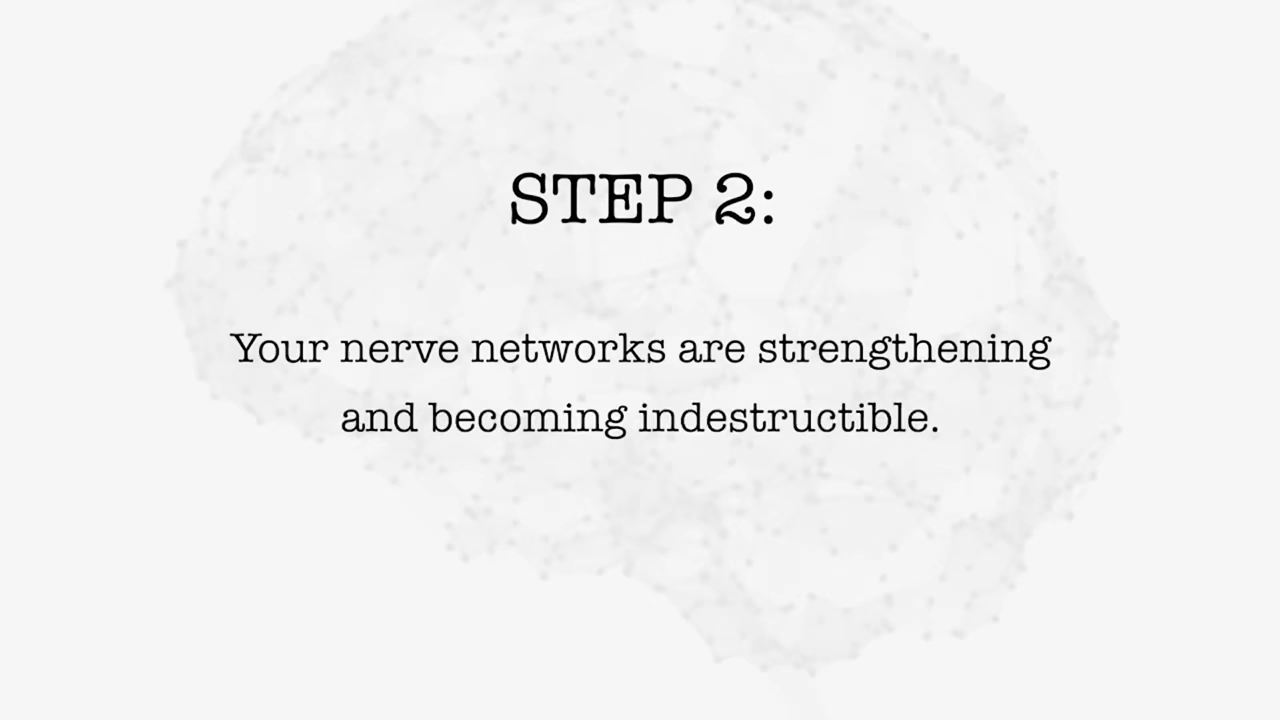 STEP 2:
Your nerve networks are strengthening
and becoming indestructible.